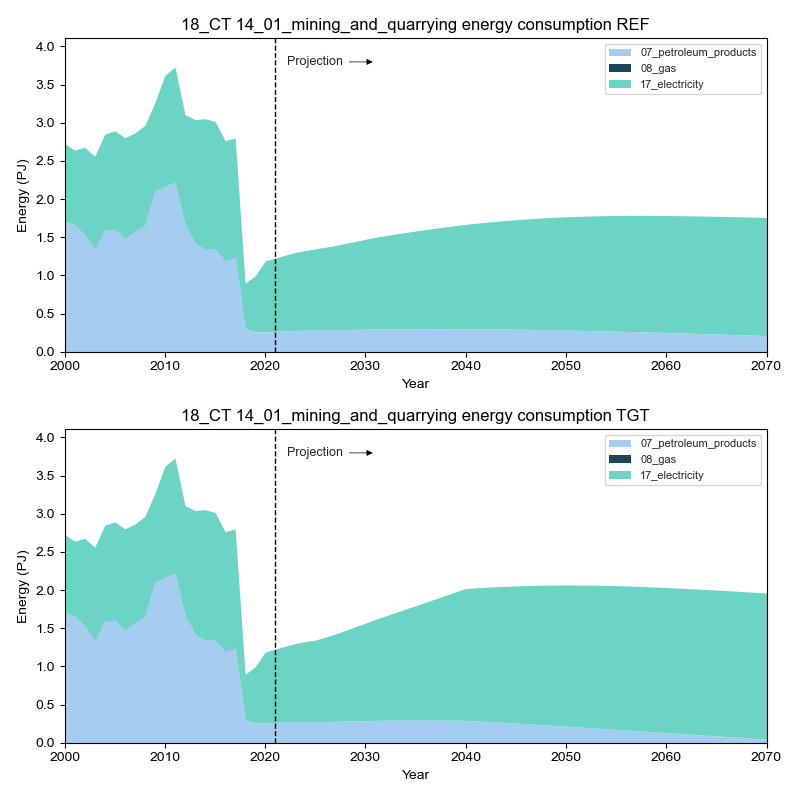 18_CT 14_01_mining_and_quarrying energy consumption REF
4.0
3.5
3.0
2.5
2.0
1.5
1.0
0.5
0.0
Energy (PJ)
Projection
07_petroleum_products
08_gas
17_electricity
2000 2010 2020 2030 2040 2050 2060 2070
Year
18_CT 14_01_mining_and_quarrying energy consumption TGT
4.0
3.5
3.0
2.5
2.0
1.5
1.0
0.5
0.0
Energy (PJ)
Projection
07_petroleum_products
08_gas
17_electricity
2000 2010 2020 2030 2040 2050 2060 2070
Year